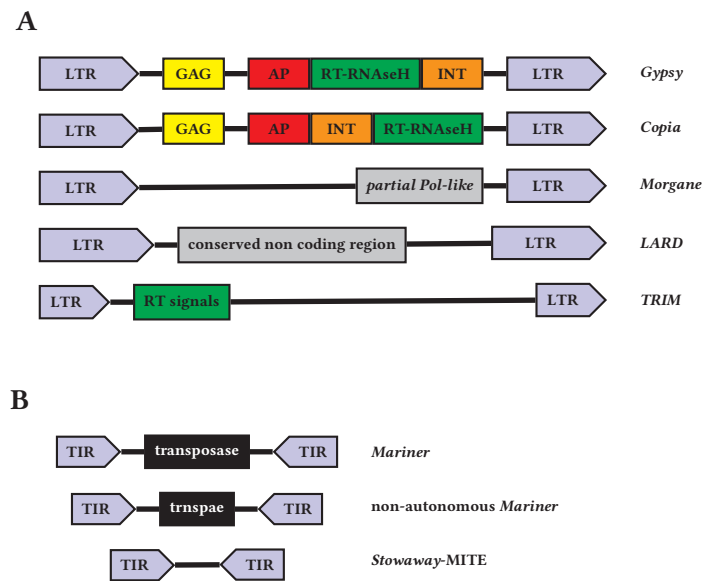 A
LTR GAG AP RT-RNAseH INT LTR Gypsy
LTR GAG AP INT RT-RNAseH LTR Copia
LTR partial Pol-like LTR Morgane
LTR conserved non coding region LTR LARD
LTR RT signals LTR TRIM
B
TIR transposase TIR Mariner
TIR trnspae TIR non-autonomous Mariner
TIR TIR Stowaway-MITE